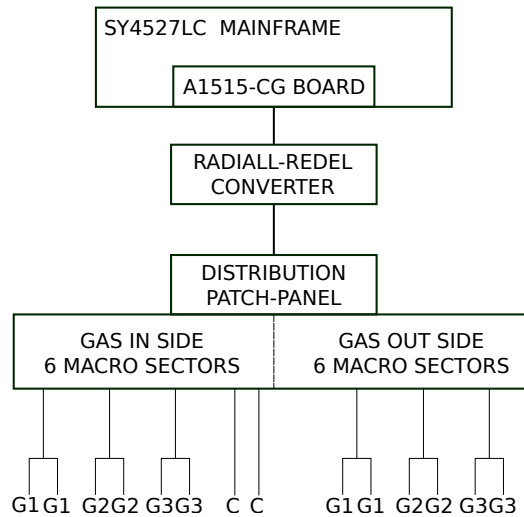 SY4527LC MAINFRAME
A1515-CG BOARD
RADIALL-REDEL
CONVERTER
DISTRIBUTION
PATCH-PANEL
GAS IN SIDE
6 MACRO SECTORS
GAS OUT SIDE
6 MACRO SECTORS
G1 G1 G2 G2 G3 G3 C C G1 G1 G2 G2 G3 G3